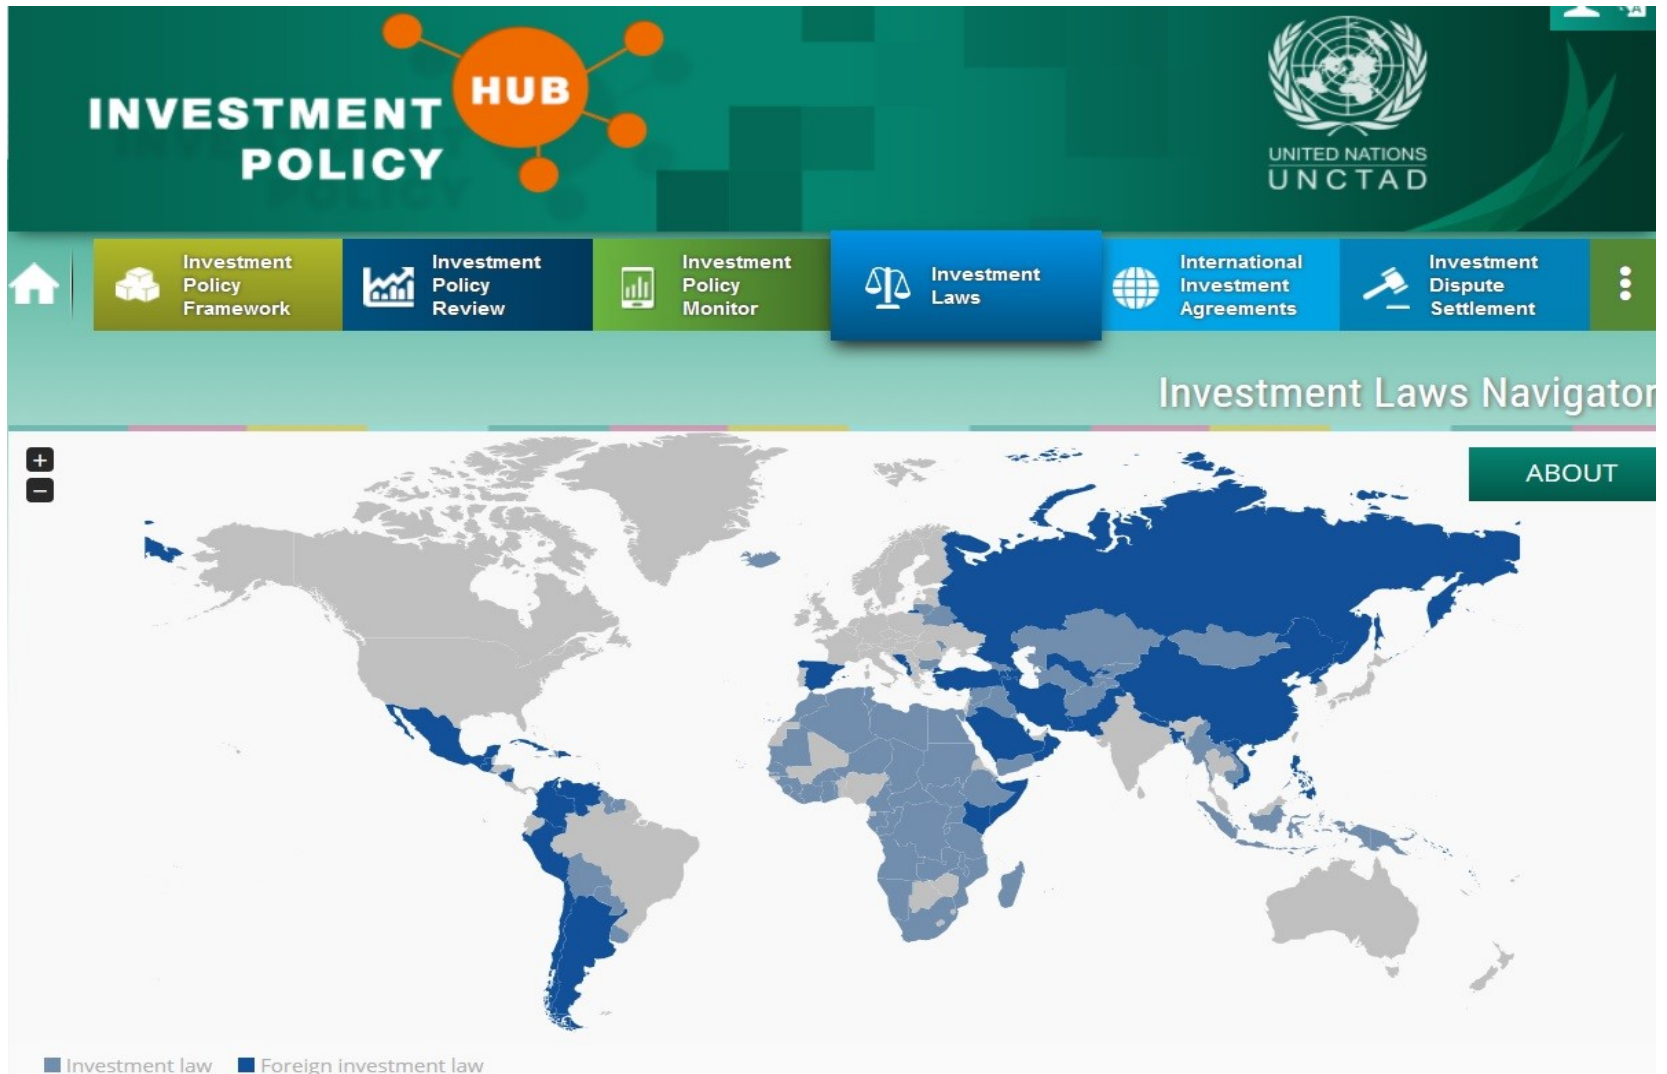 INVESTMENT
POLICY
HUB
UNITED NATIONS
UNCTAD
Investment
Policy
Framework
Investment
Policy
Review
Investment
Policy
Monitor
Investment
Laws
International
Investment
Agreements
Investment
Dispute
Settlement
Investment Laws Navigator
+
−
ABOUT
Investment law
Foreign investment law